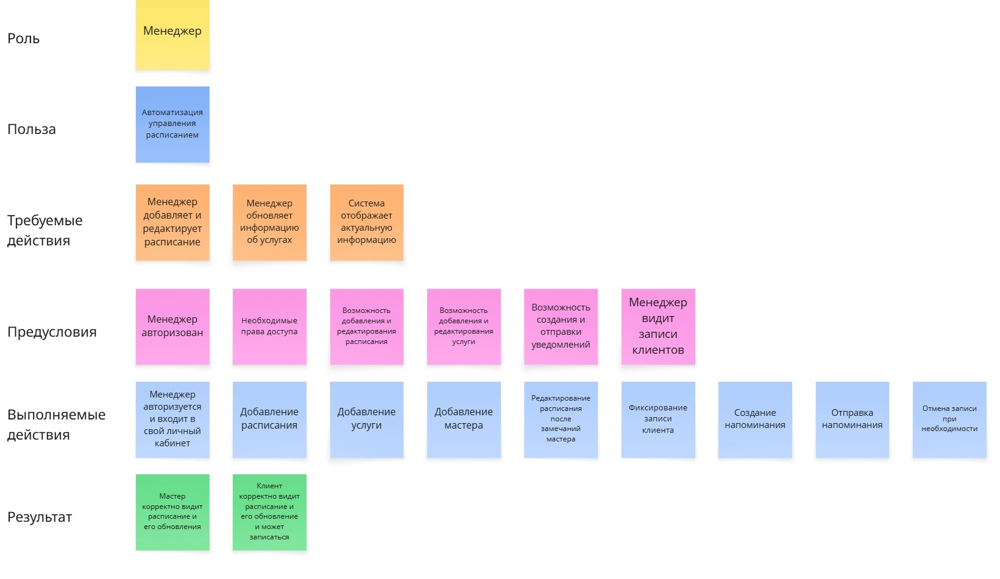 Роль
Менеджер
Польза
Автоматизация
управления
расписанием
Требуемые
действия
Менеджер
добавляет и
редактирует
расписание
Менеджер
обновляет
информацию
об услугах
Система
отображает
актуальную
информацию
Предусловия
Менеджер
авторизован
Необходимые
права доступа
Возможность
добавления и
редактирования
расписания
Возможность
добавления и
редактирования
услуги
Возможность
создания и
отправки
уведомлений
Менеджер
видит
записи
клиентов
Выполняемые
действия
Менеджер
авторизуется
и входит в
свой личный
кабинет
Добавление
расписания
Добавление
услуги
Добавление
мастера
Редактирование
расписания
после
замечаний
мастера
Фиксирование
записи
клиента
Создание
напоминания
Отправка
напоминания
Отмена записи
при
необходимости
Результат
Мастер
корректно видит
расписание и
его обновления
Клиент
корректно видит
расписание и
его обновление
и может
записаться